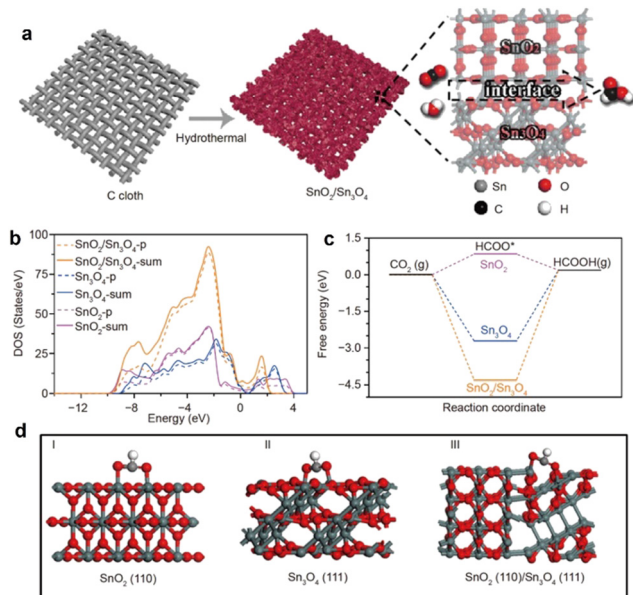 a
C cloth
Hydrothermal
SnO₂/Sn₃O₄
SnO₂
interface
Sn₃O₄
Sn
O
C
H
b
DOS (States/eV)
100
75
50
25
0
SnO₂/Sn₃O₄-p
SnO₂/Sn₃O₄-sum
Sn₃O₄-p
Sn₃O₄-sum
SnO₂-p
SnO₂-sum
−12
−8
−4
0
4
Energy (eV)
c
Free energy (eV)
1.5
0.0
−1.5
−3.0
−4.5
CO₂ (g)
HCOO*
SnO₂
HCOOH(g)
Sn₃O₄
SnO₂/Sn₃O₄
Reaction coordinate
d
I
II
III
SnO₂ (110)
Sn₃O₄ (111)
SnO₂ (110)/Sn₃O₄ (111)